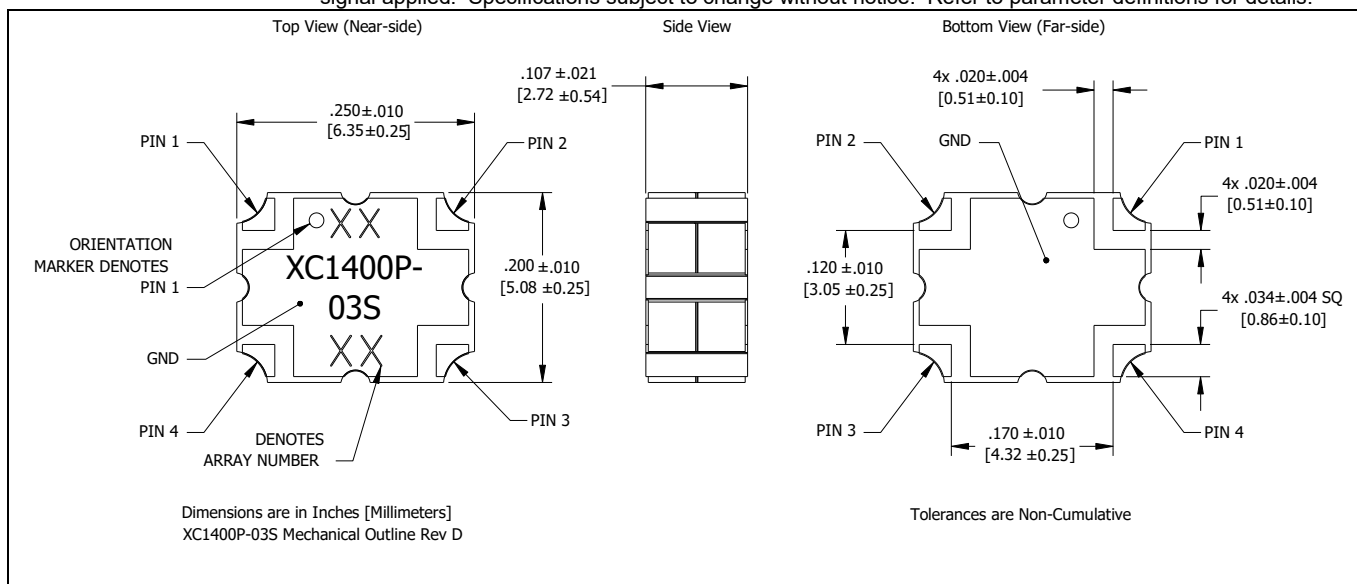 signal applied. Specifications subject to change without notice. Refer to parameter definitions for details.
Top View (Near-side)
Side View
Bottom View (Far-side)
.107 ±.021
[2.72 ±0.54]
4x .020±.004
[0.51±0.10]
.250±.010
[6.35±0.25]
PIN 1
PIN 2
PIN 2
GND
PIN 1
4x .020±.004
[0.51±0.10]
XX
ORIENTATION
MARKER DENOTES
PIN 1
XC1400P-
03S
.200 ±.010
[5.08 ±0.25]
.120 ±.010
[3.05 ±0.25]
4x .034±.004 SQ
[0.86±0.10]
GND
XX
PIN 4
PIN 3
PIN 3
PIN 4
DENOTES
ARRAY NUMBER
.170 ±.010
[4.32 ±0.25]
Dimensions are in Inches [Millimeters]
XC1400P-03S Mechanical Outline Rev D
Tolerances are Non-Cumulative